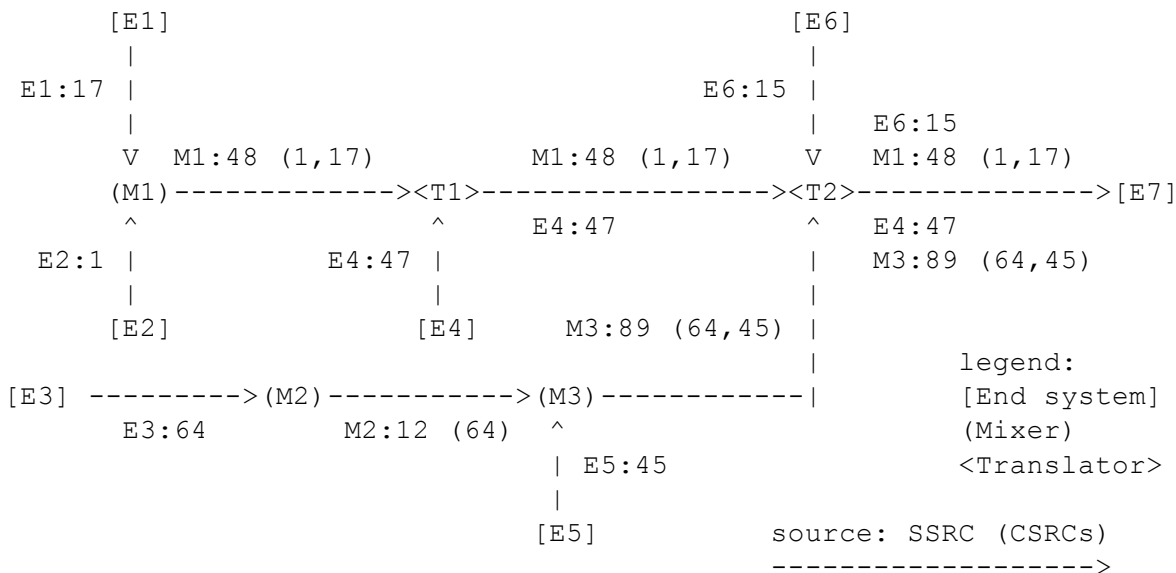 [E1] [E6]
| |
E1:17 | E6:15 |
| | E6:15
V M1:48 (1,17) M1:48 (1,17) V M1:48 (1,17)
(M1)-------------><T1>-----------------><T2>-------------->[E7]
^ ^ E4:47 ^ E4:47
E2:1 | E4:47 | | M3:89 (64,45)
| | |
[E2] [E4] M3:89 (64,45) |
| legend:
[E3] --------->(M2)----------->(M3)------------| [End system]
E3:64 M2:12 (64) ^ (Mixer)
| E5:45 <Translator>
|
[E5] source: SSRC (CSRCs)
------------------->